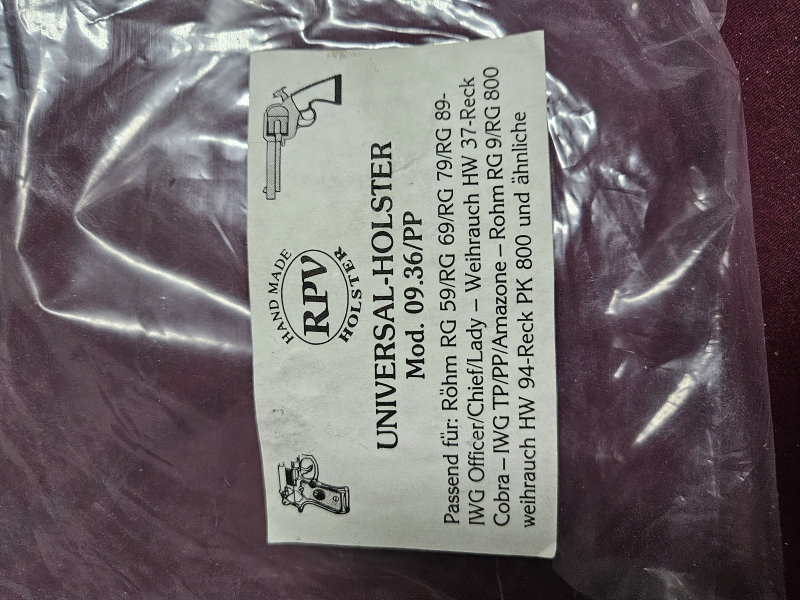 HAND MADE
RPV
HOLSTER
UNIVERSAL-HOLSTER
Mod. 09.36/PP
Passend für: Röhm RG 59/RG 69/RG 79/RG 89-
IWG Officer/Chief/Lady – Weihrauch HW 37-Reck
Cobra – IWG TP/PP/Amazone – Rohm RG 9/RG 800
weihrauch HW 94-Reck PK 800 und ähnliche